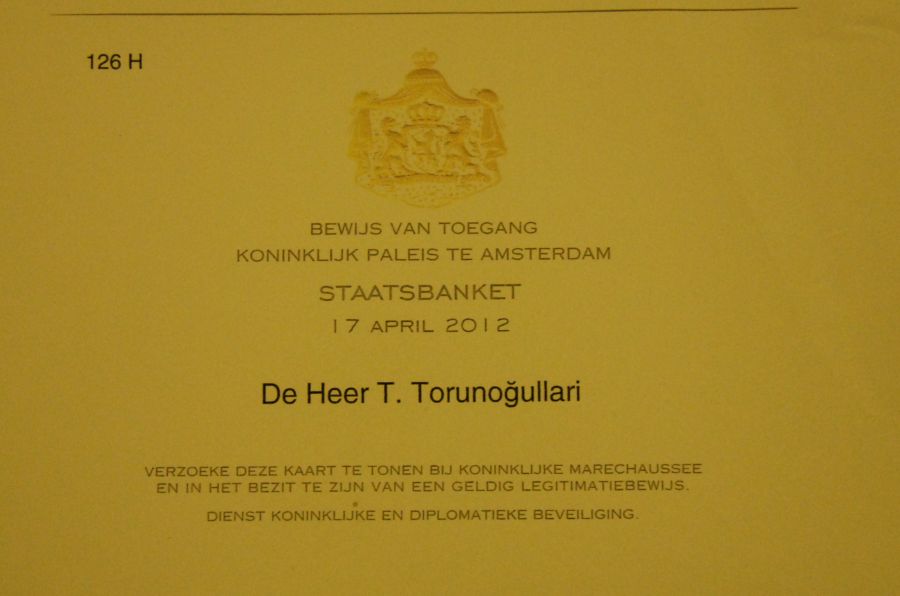 126 H
BEWIJS VAN TOEGANG
KONINKLIJK PALEIS TE AMSTERDAM
STAATSBANKET
17 APRIL 2012
De Heer T. Torunoğullari
VERZOEKE DEZE KAART TE TONEN BIJ KONINKLIJKE MARECHAUSSEE
EN IN HET BEZIT TE ZIJN VAN EEN GELDIG LEGITIMATIEBEWIJS.
DIENST KONINKLIJKE EN DIPLOMATIEKE BEVEILIGING.